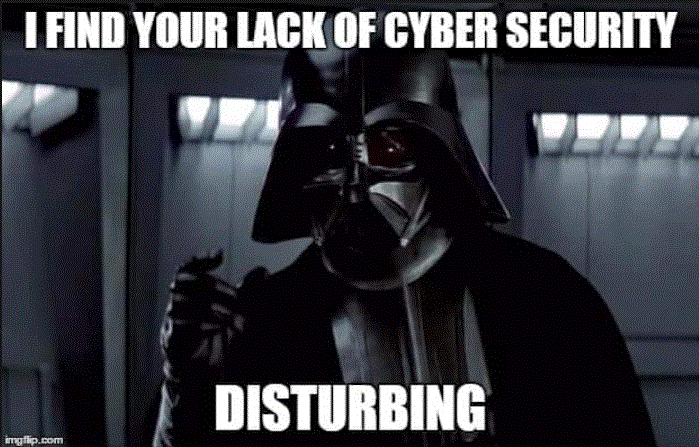 I FIND YOUR LACK OF CYBER SECURITY
DISTURBING
imgflip.com